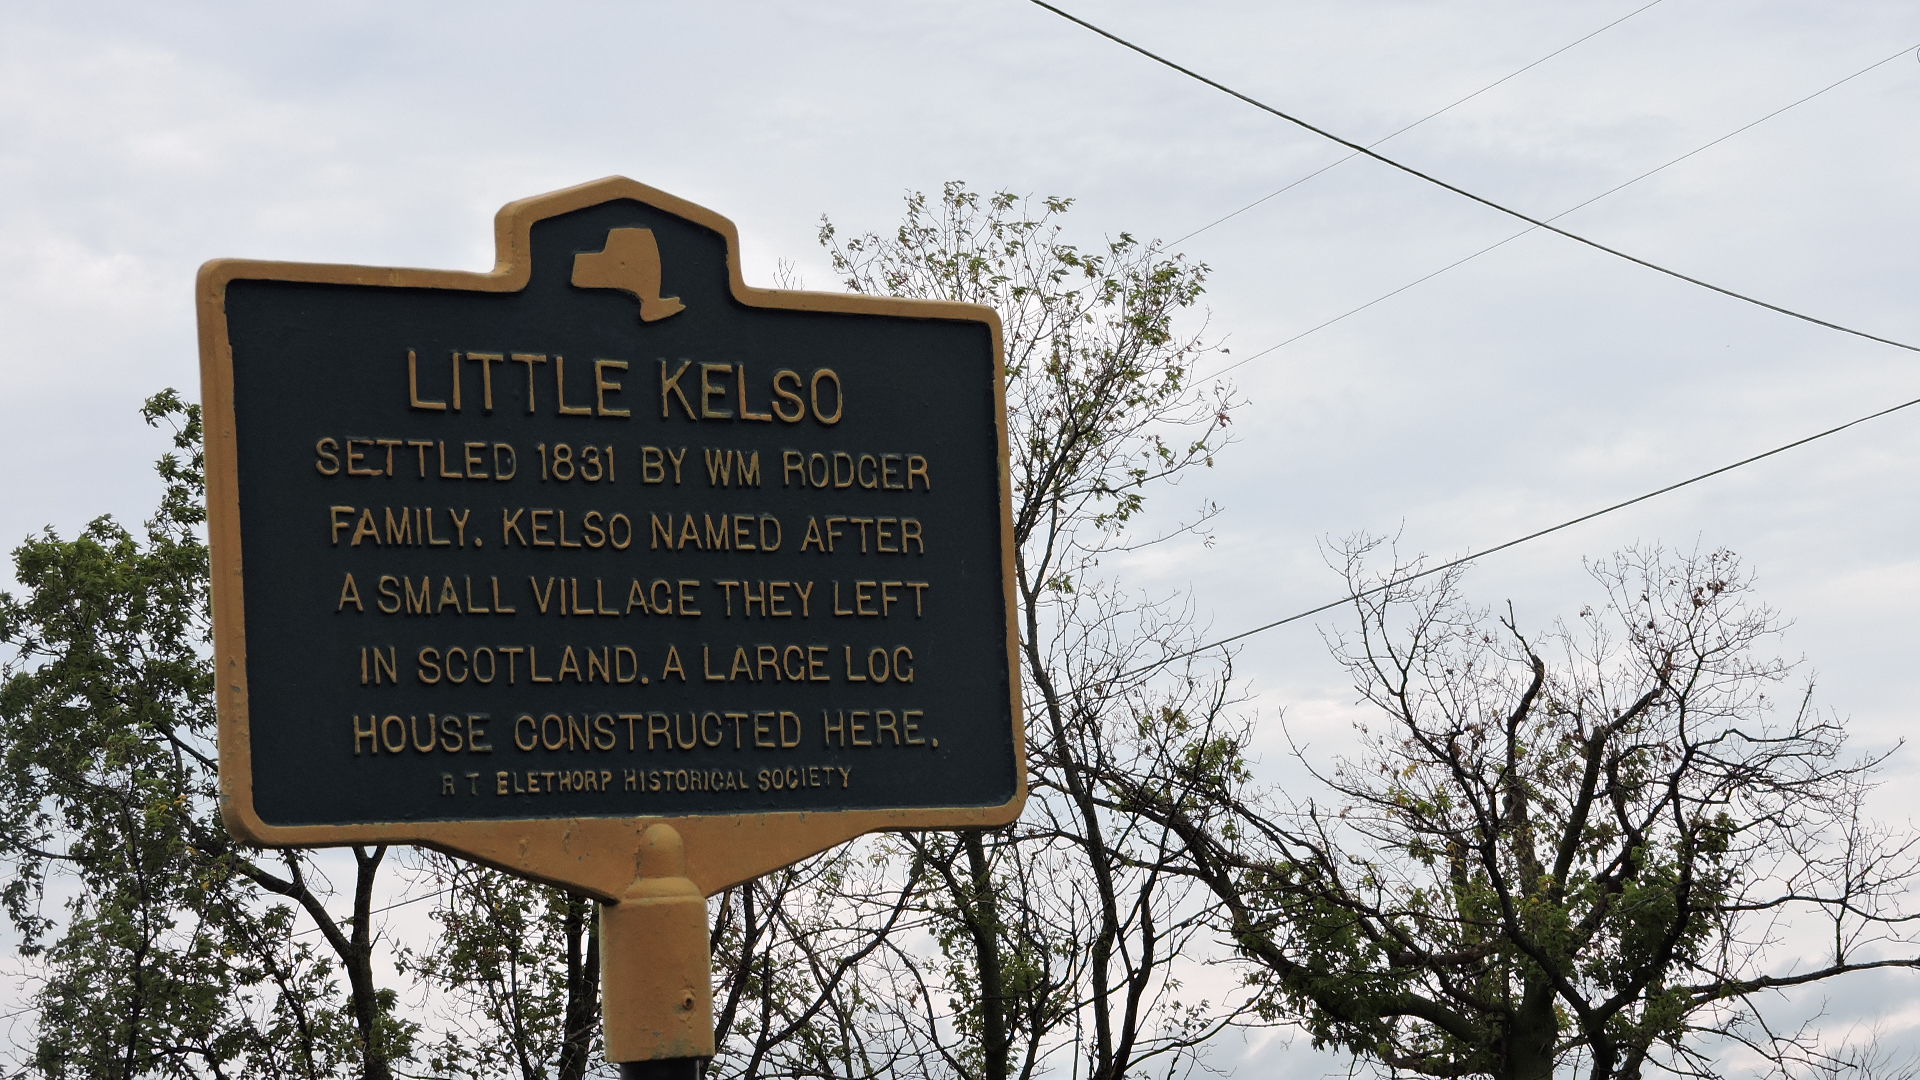 LITTLE KELSO
SETTLED 1831 BY WM RODGER
FAMILY. KELSO NAMED AFTER
A SMALL VILLAGE THEY LEFT
IN SCOTLAND. A LARGE LOG
HOUSE CONSTRUCTED HERE.
R T ELETHORP HISTORICAL SOCIETY